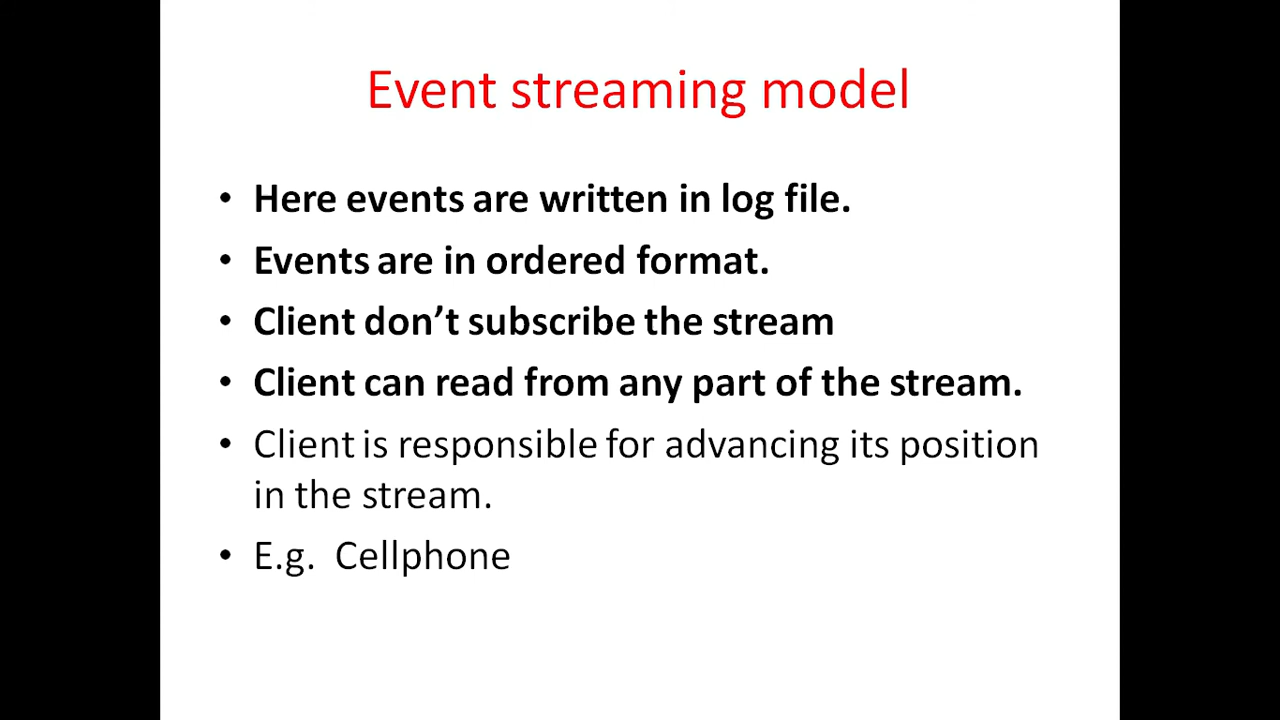 Event streaming model
• Here events are written in log file.
• Events are in ordered format.
• Client don’t subscribe the stream
• Client can read from any part of the stream.
• Client is responsible for advancing its position
in the stream.
• E.g.  Cellphone